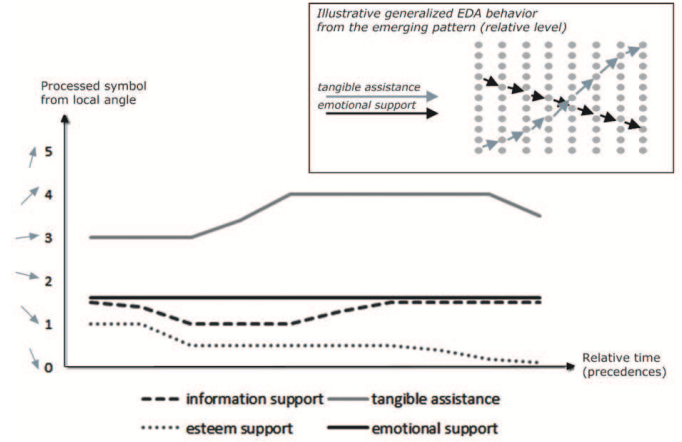 Illustrative generalized EDA behavior
from the emerging pattern (relative level)
tangible assistance
emotional support
Processed symbol
from local angle
5
4
3
2
1
0
Relative time
(precedences)
information support
tangible assistance
esteem support
emotional support